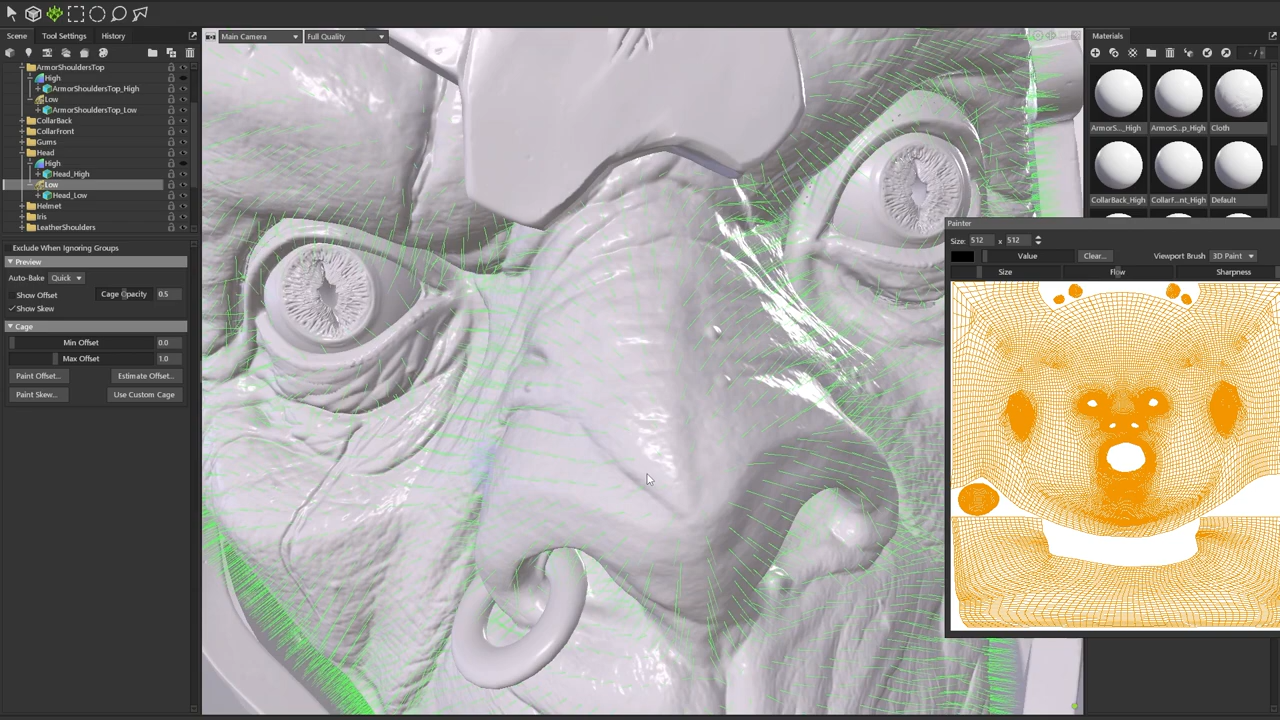 Main Camera
Full Quality
Scene
Tool Settings
History
ArmorShouldersTop
High
ArmorShouldersTop_High
Low
ArmorShouldersTop_Low
CollarBack
CollarFront
Gums
Head
High
Head_High
Low
Head_Low
Helmet
Iris
LeatherShoulders
Exclude When Ignoring Groups
Preview
Auto-Bake Quick
Show Offset Cage Opacity 0.5
Show Skew
Cage
Min Offset 0.0
Max Offset 1.0
Paint Offset... Estimate Offset...
Paint Skew... Use Custom Cage
Materials
ArmorS..._High ArmorS...p_High Cloth
CollarBack_High CollarF...nt_High Default
Painter
Size: 512 x 512
Value Clear... Viewport Brush 3D Paint
Size Flow Sharpness